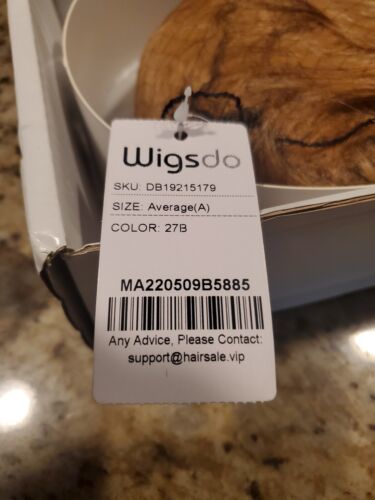 Wigsdo
SKU: DB19215179
SIZE: Average(A)
COLOR: 27B
MA220509B5885
Any Advice, Please Contact:
support@hairsale.vip